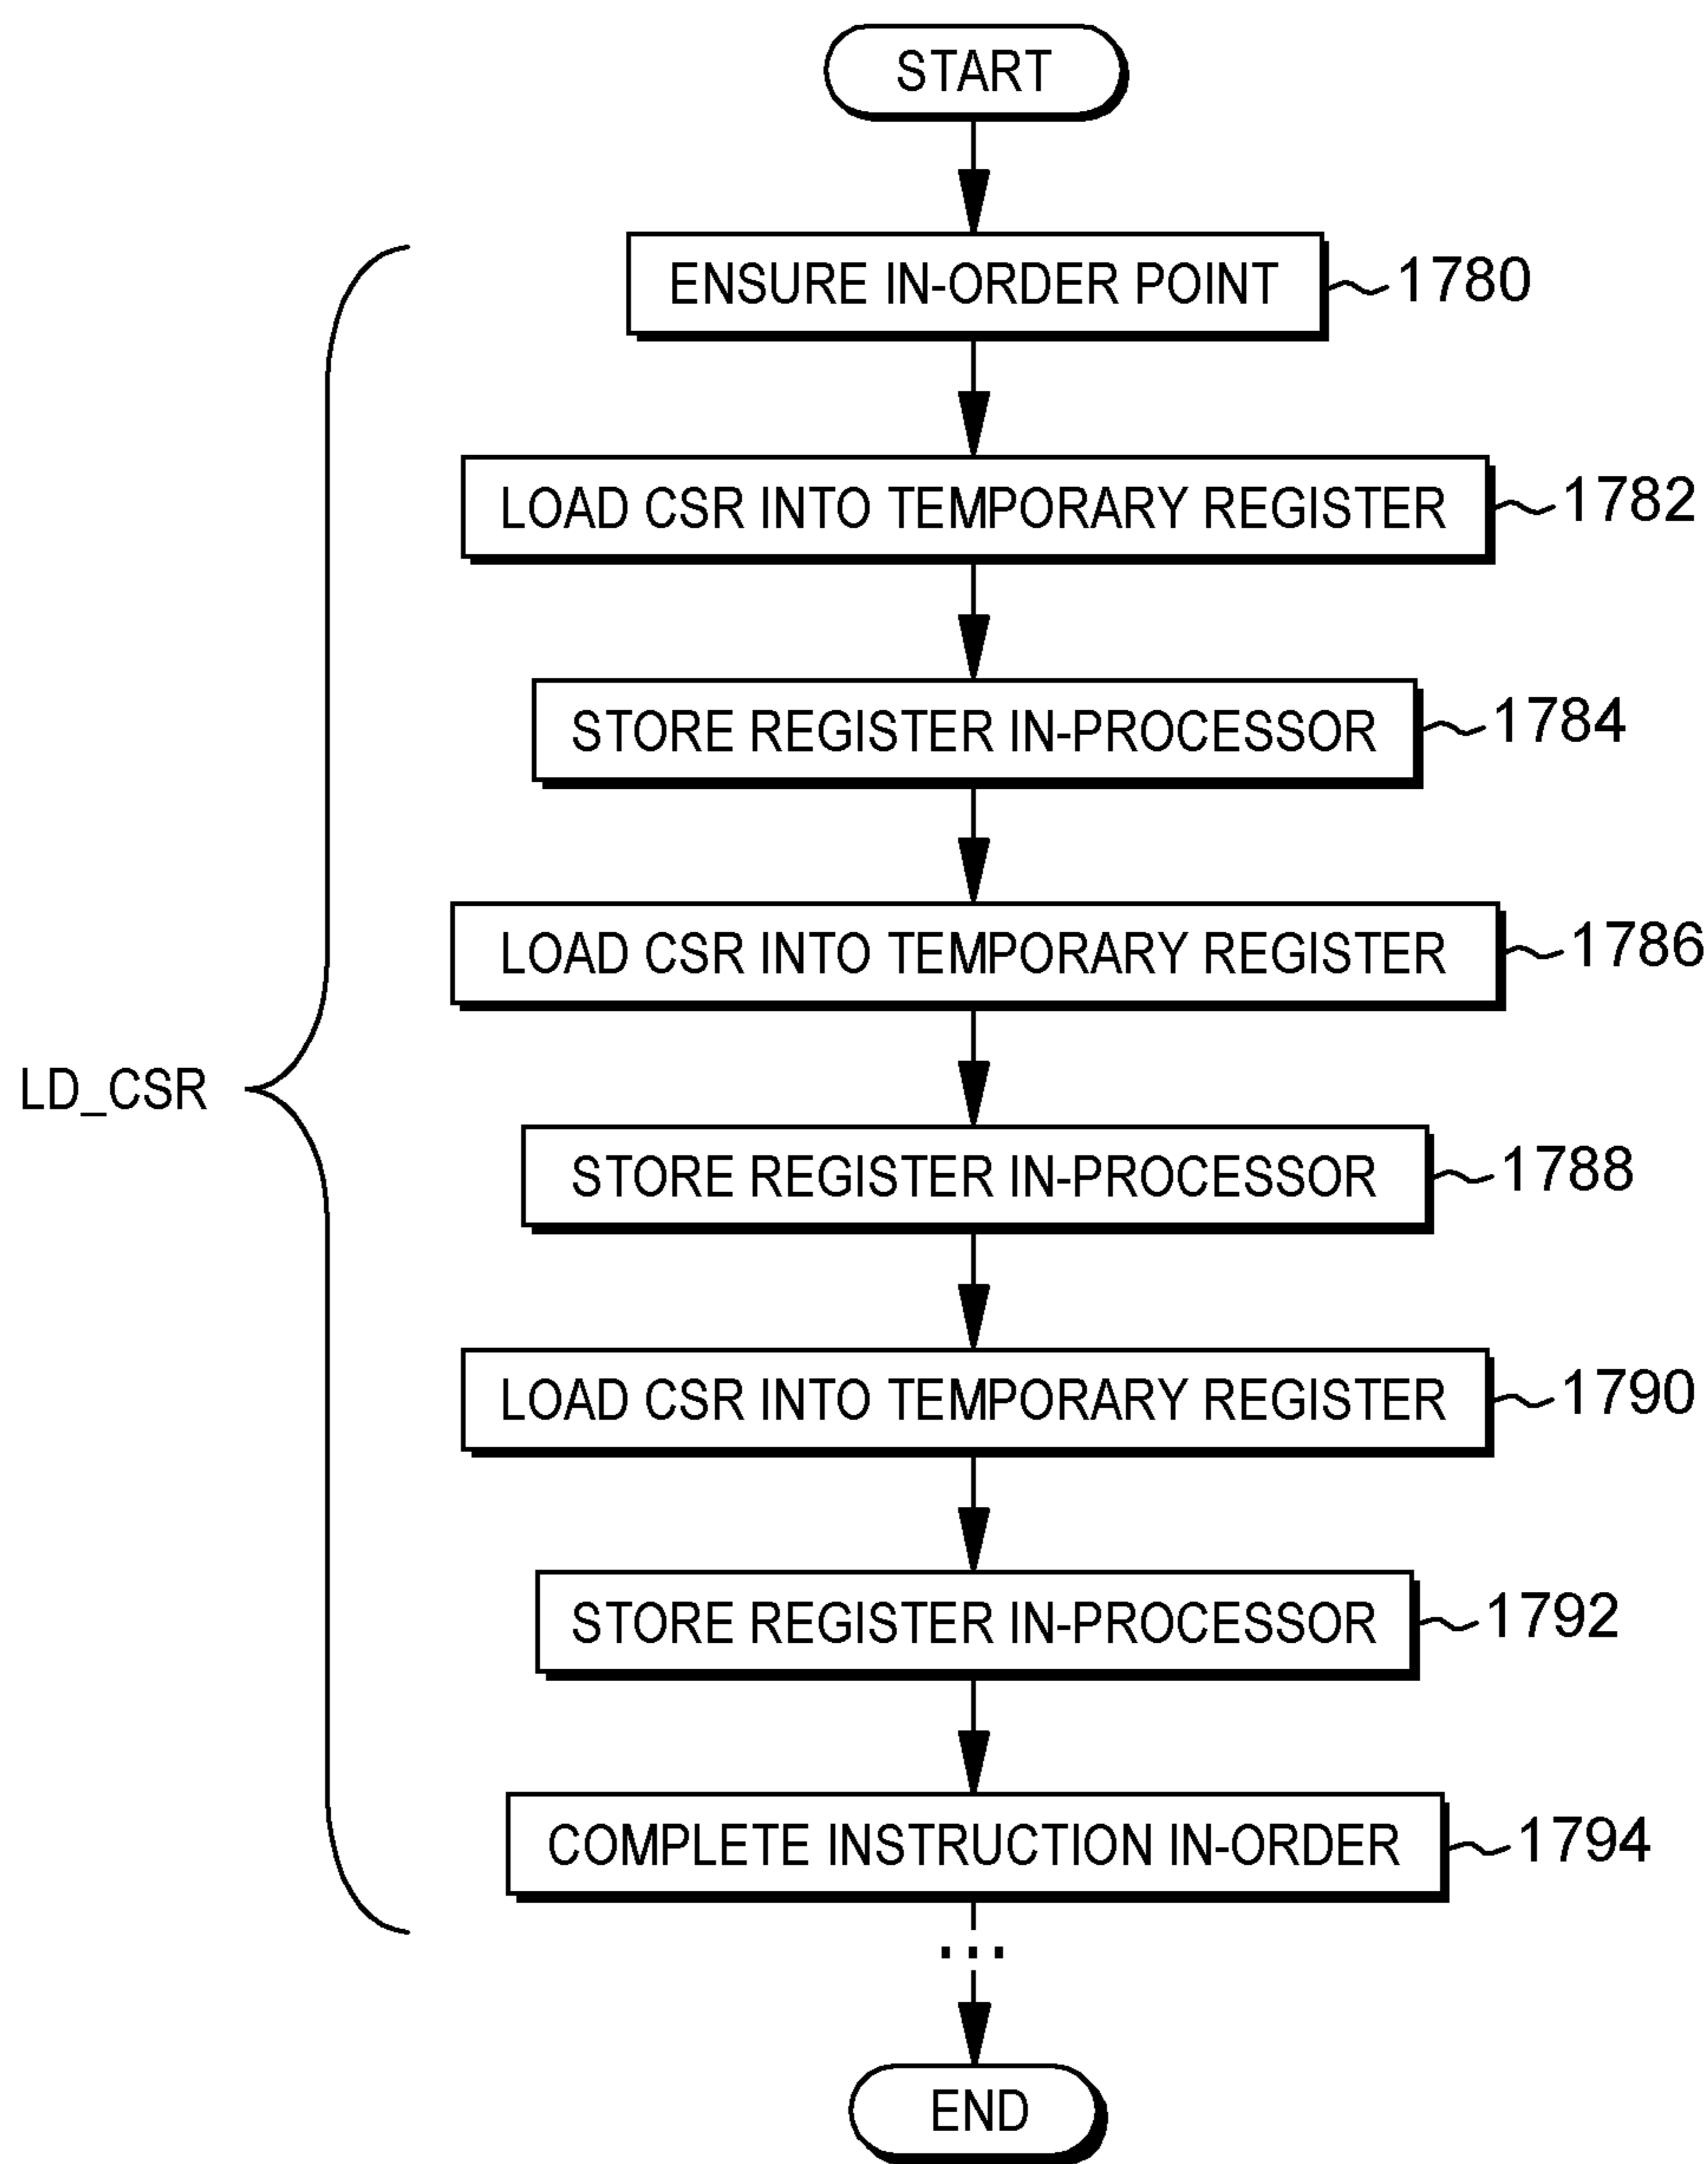 START
ENSURE IN-ORDER POINT 1780
LOAD CSR INTO TEMPORARY REGISTER 1782
STORE REGISTER IN-PROCESSOR 1784
LOAD CSR INTO TEMPORARY REGISTER 1786
LD_CSR
STORE REGISTER IN-PROCESSOR 1788
LOAD CSR INTO TEMPORARY REGISTER 1790
STORE REGISTER IN-PROCESSOR 1792
COMPLETE INSTRUCTION IN-ORDER 1794
...
END